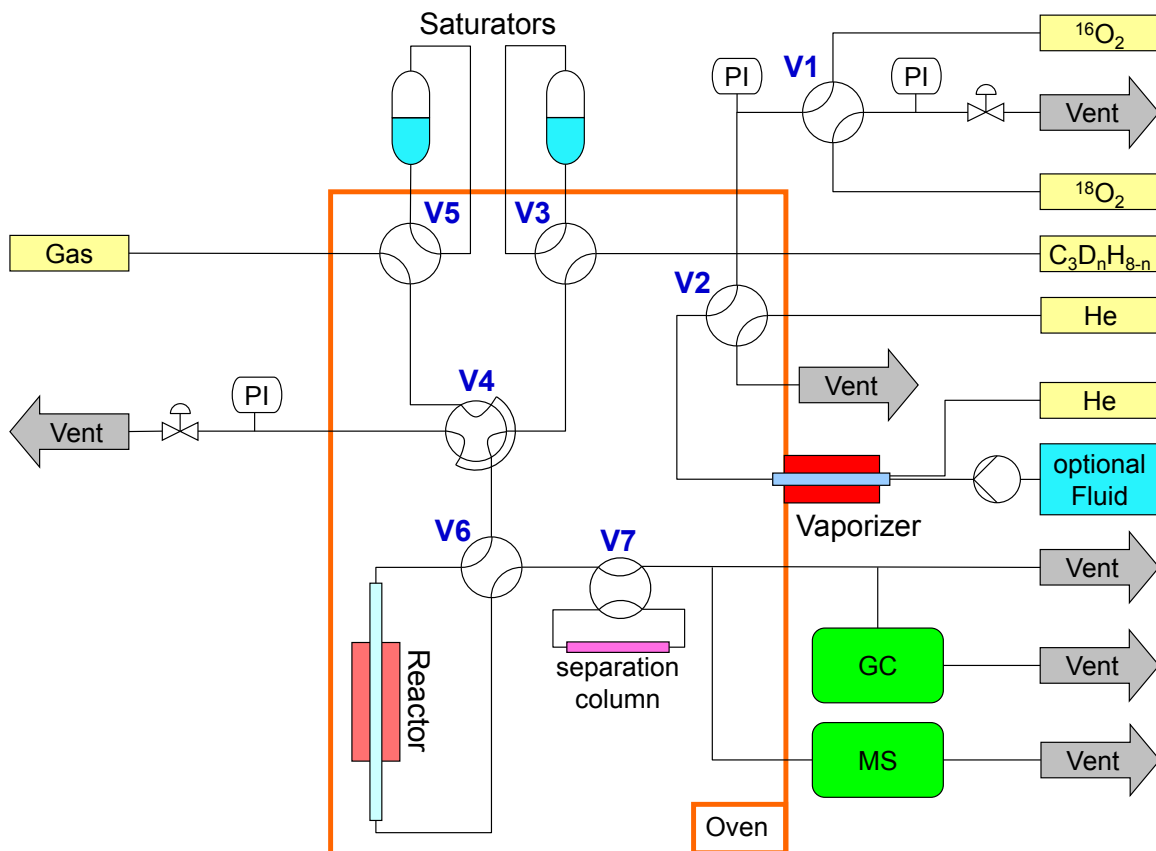 Saturators
¹⁶O₂
PI
V1
PI
Vent
¹⁸O₂
V5
V3
Gas
C₃DₙH₈₋ₙ
V2
He
V4
PI
Vent
Vent
He
optional
Fluid
Vaporizer
V6
V7
Vent
Reactor
separation
column
GC
Vent
MS
Vent
Oven